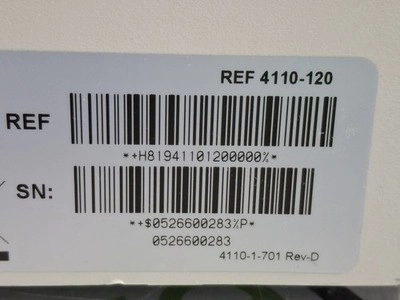 REF 4110-120
REF
*+H81941101200000%*
SN:
*+$0526600283%P*
0526600283
4110-1-701 Rev-D